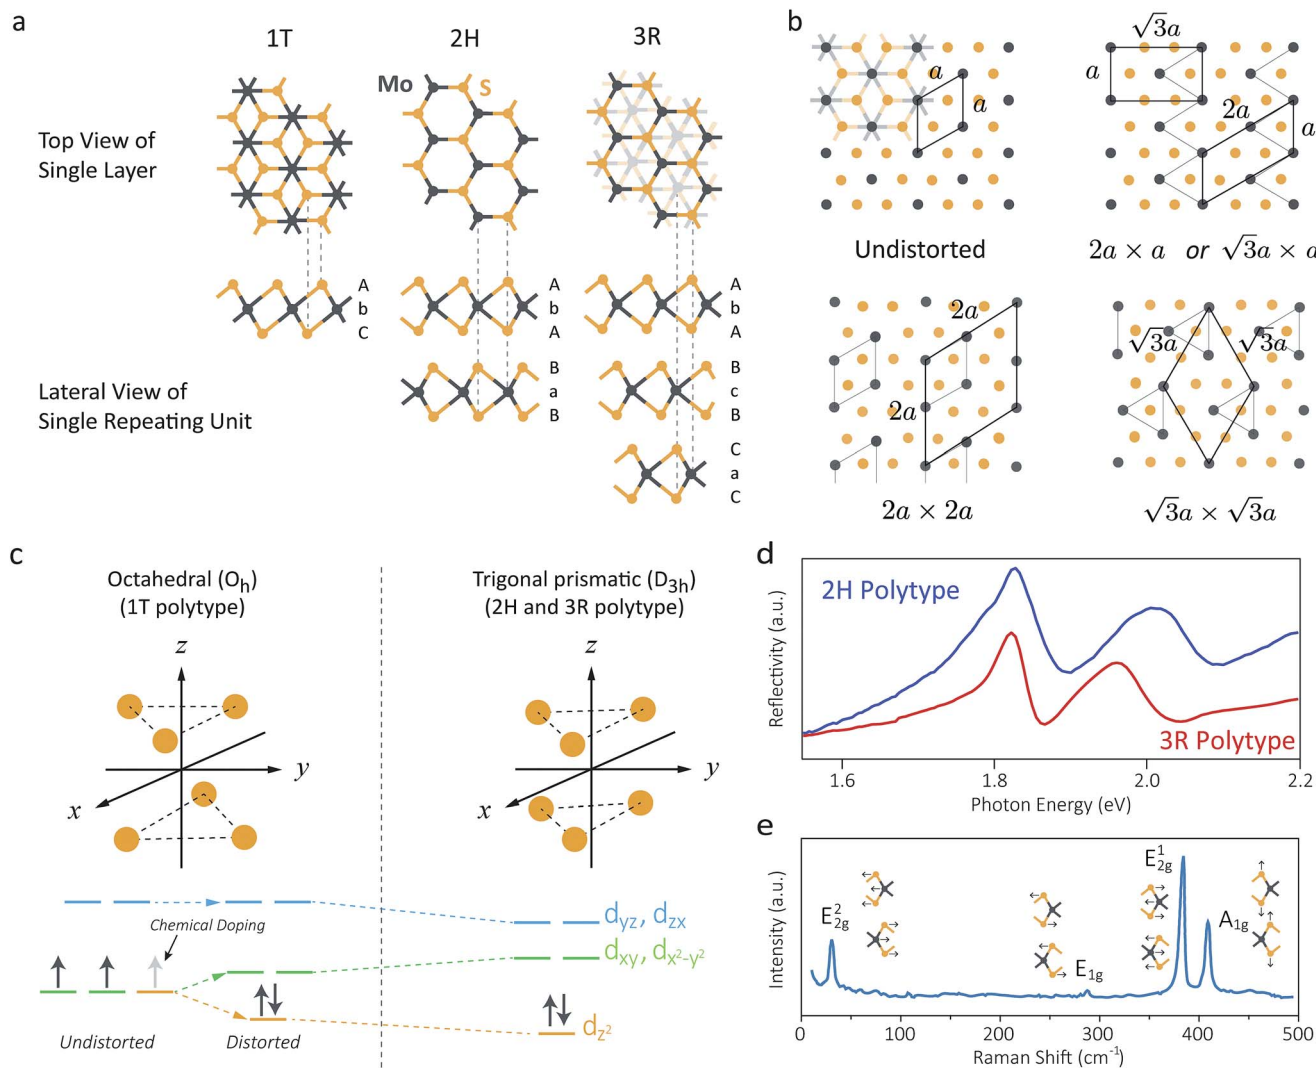 a
1T
2H
3R
Mo
S
Top View of
Single Layer
A
b
C
A
b
A
A
b
A
Lateral View of
Single Repeating Unit
B
a
B
B
c
B
C
a
C
b
a
a
Undistorted
√3a
a
2a
a
2a × a or √3a × a
2a
2a
2a × 2a
√3a
√3a
√3a × √3a
c
Octahedral (Oh)
(1T polytype)
z
y
x
Trigonal prismatic (D3h)
(2H and 3R polytype)
z
y
x
Chemical Doping
Undistorted
Distorted
dyz, dzx
dxy, dx²-y²
dz²
d
2H Polytype
3R Polytype
Reflectivity (a.u.)
1.6
1.8
2.0
2.2
Photon Energy (eV)
e
Intensity (a.u.)
E²2g
E1g
E¹2g
A1g
0
100
200
300
400
500
Raman Shift (cm⁻¹)